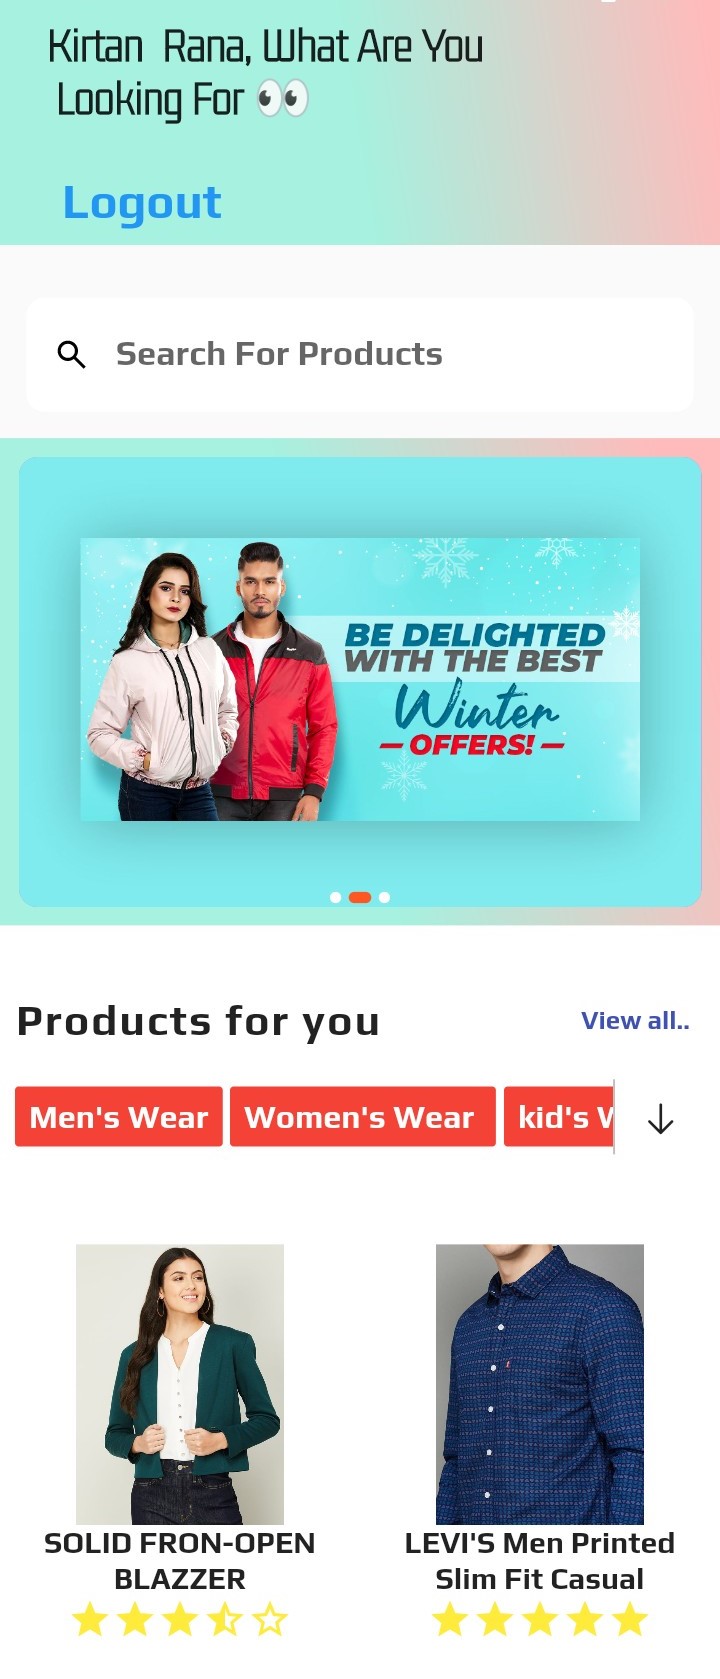 Kirtan Rana, What Are You
Looking For 👀
Logout
Search For Products
BE DELIGHTED
WITH THE BEST
Winter
— OFFERS! —
Products for you
View all..
Men's Wear
Women's Wear
kid's
SOLID FRON-OPEN
BLAZZER
LEVI'S Men Printed
Slim Fit Casual